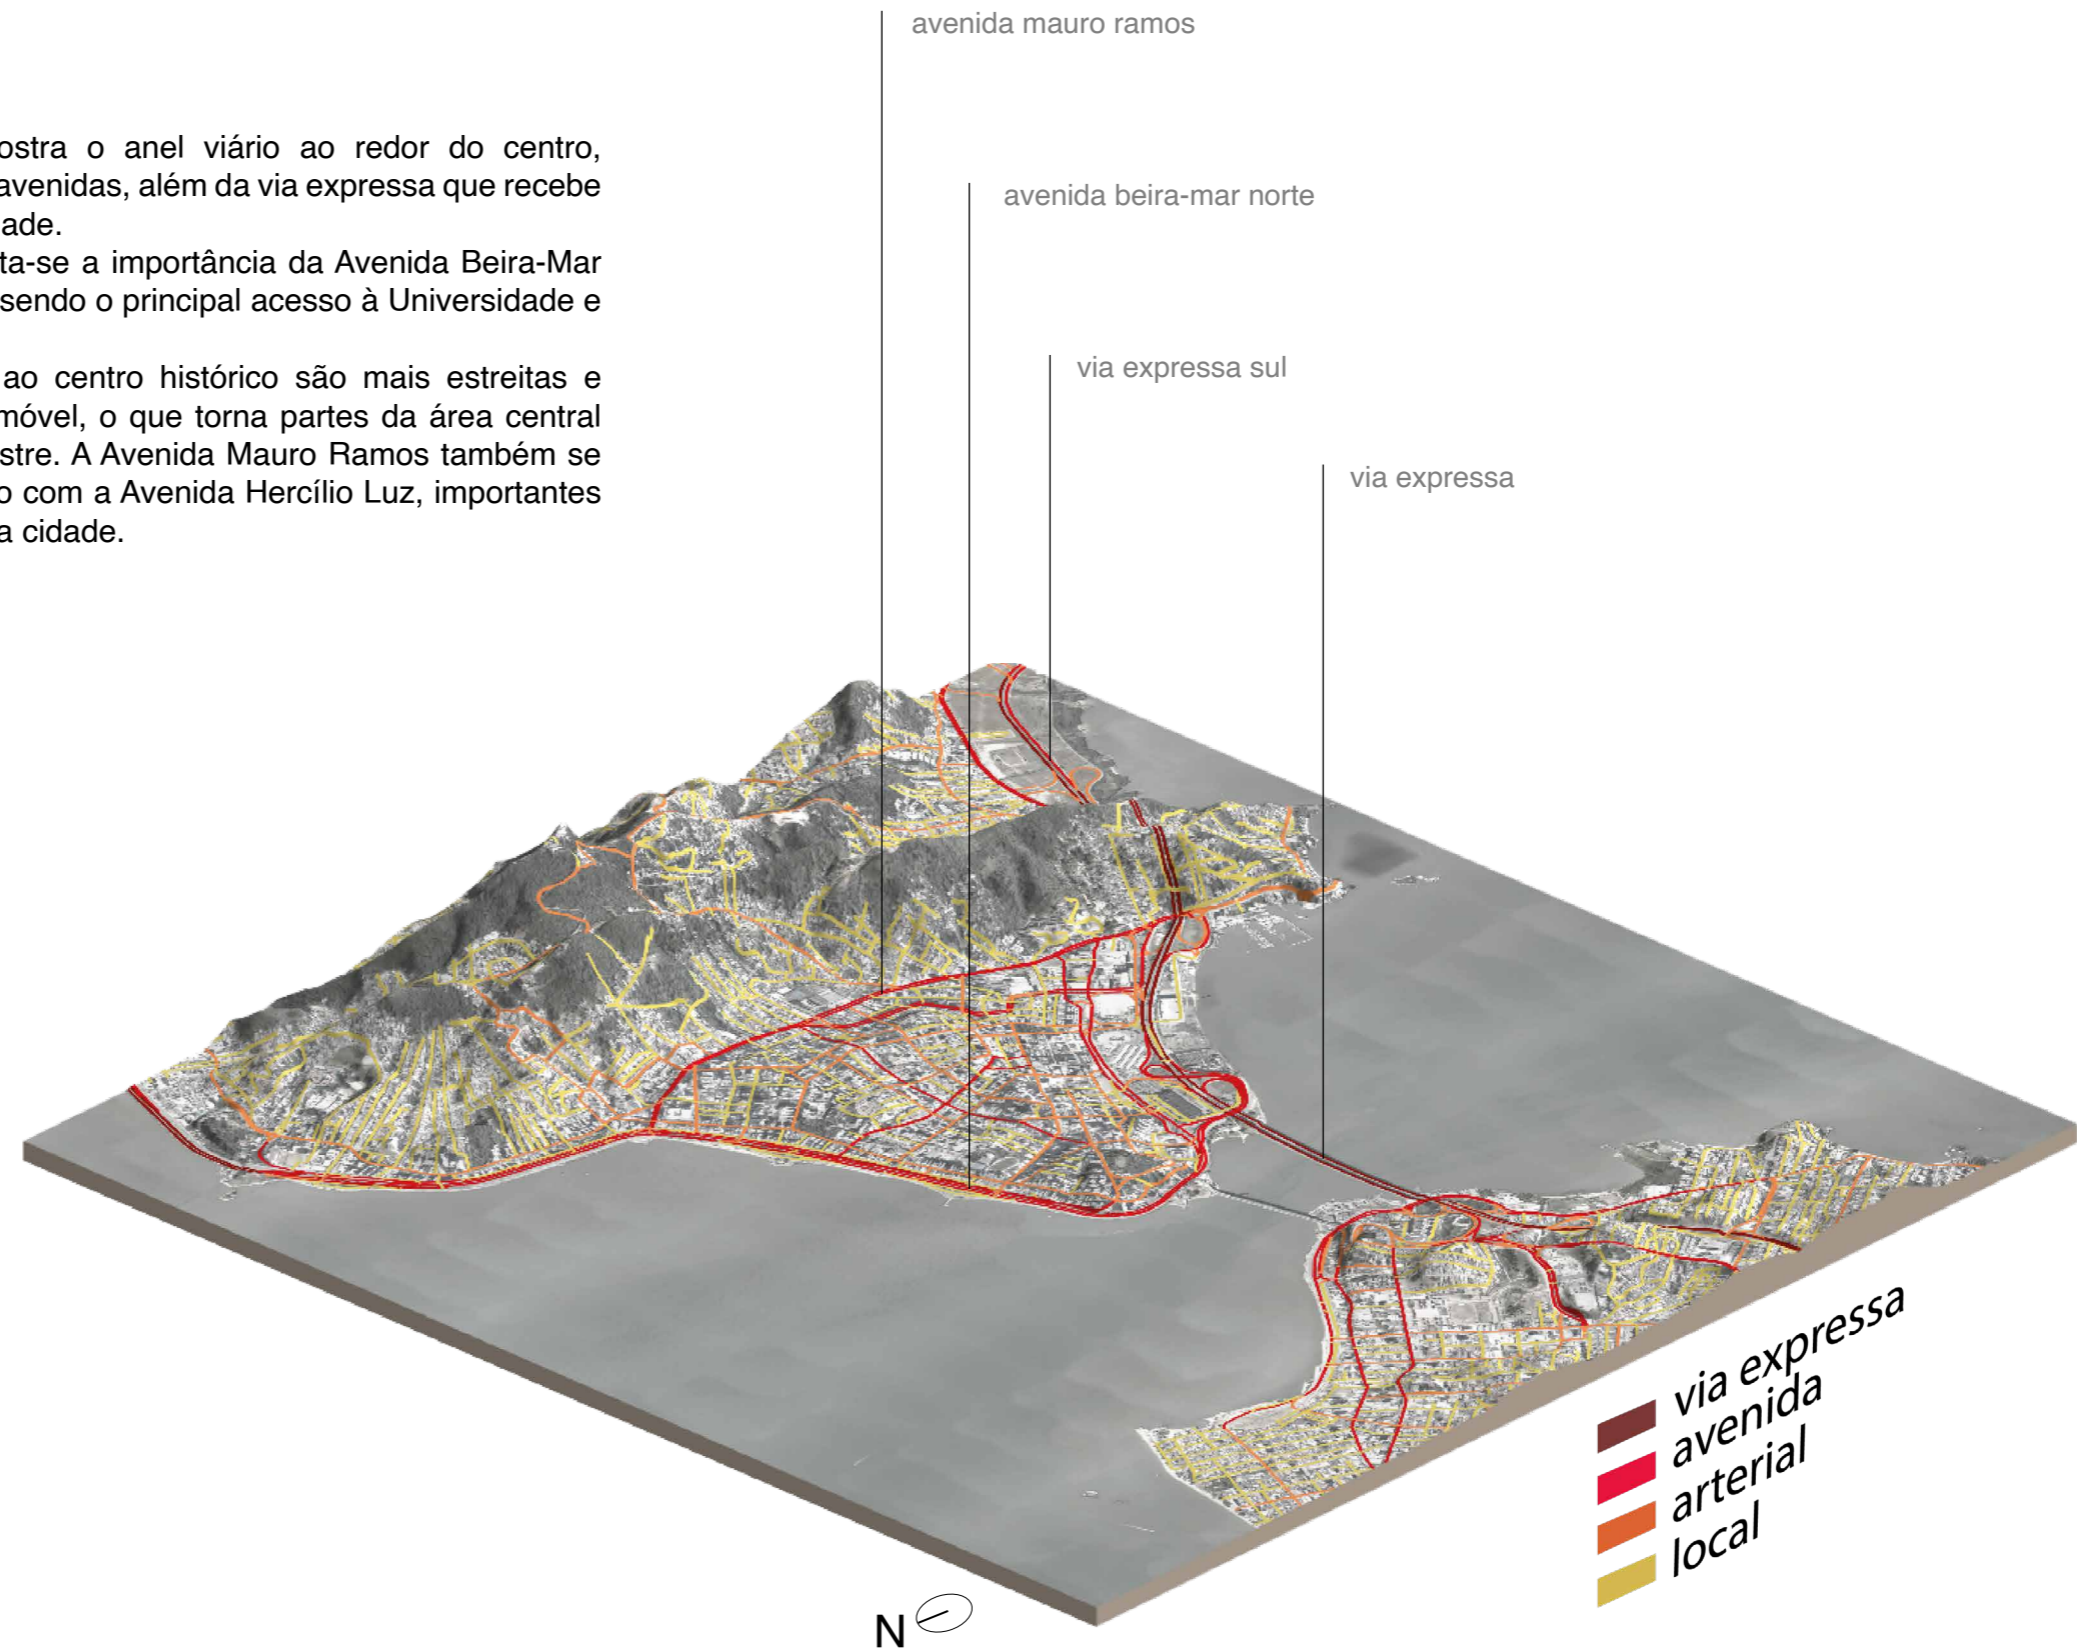 avenida mauro ramos
ostra o anel viário ao redor do centro,
avenidas, além da via expressa que recebe
ade.
ta-se a importância da Avenida Beira-Mar
sendo o principal acesso à Universidade e
ao centro histórico são mais estreitas e
móvel, o que torna partes da área central
stre. A Avenida Mauro Ramos também se
o com a Avenida Hercílio Luz, importantes
a cidade.
avenida beira-mar norte
via expressa sul
via expressa
via expressa
avenida
arterial
local
N